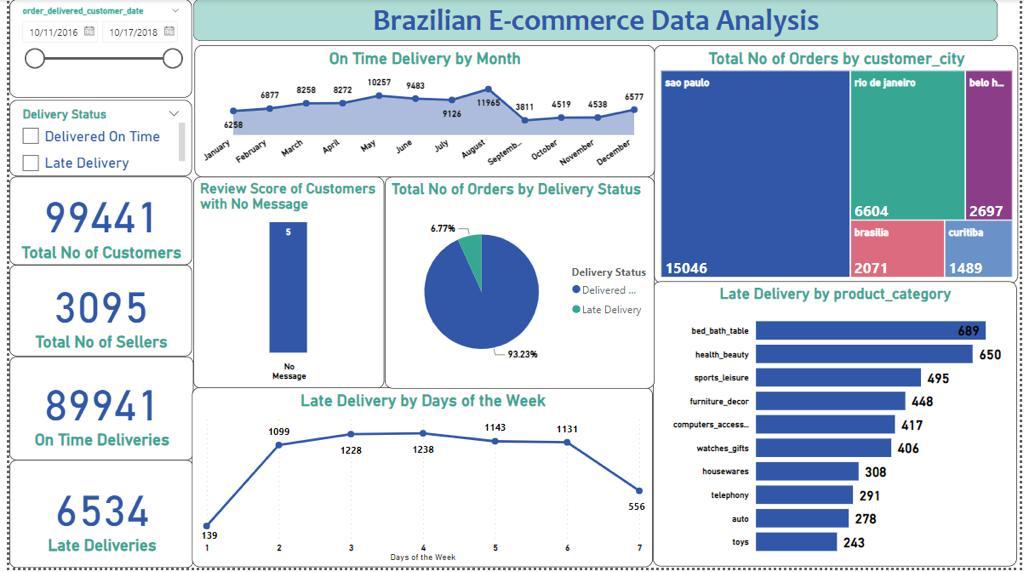 order_delivered_customer_date
10/11/2016
10/17/2018
Delivery Status
Delivered On Time
Late Delivery
99441
Total No of Customers
3095
Total No of Sellers
89941
On Time Deliveries
6534
Late Deliveries
Brazilian E-commerce Data Analysis
On Time Delivery by Month
6258
6877
8258
8272
10257
9483
9126
11965
3811
4519
4538
6577
January
February
March
April
May
June
July
August
Septemb...
October
November
December
Review Score of Customers
with No Message
5
No
Message
Total No of Orders by Delivery Status
6.77%
93.23%
Delivery Status
Delivered ...
Late Delivery
Late Delivery by Days of the Week
139
1099
1228
1238
1143
1131
556
1
2
3
4
5
6
7
Days of the Week
Total No of Orders by customer_city
sao paulo
15046
rio de janeiro
6604
belo h...
2697
brasilia
2071
curitiba
1489
Late Delivery by product_category
bed_bath_table 689
health_beauty 650
sports_leisure 495
furniture_decor 448
computers_access... 417
watches_gifts 406
housewares 308
telephony 291
auto 278
toys 243